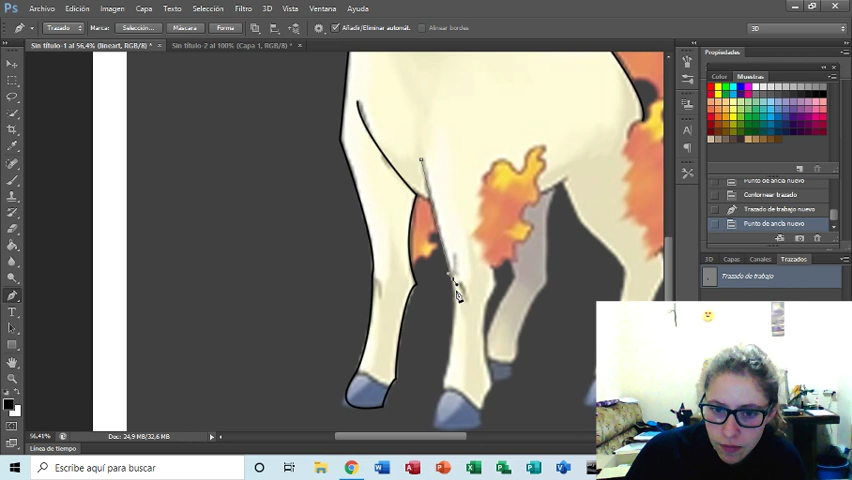 Ps Archivo Edición Imagen Capa Texto Selección Filtro 3D Vista Ventana Ayuda
Trazado Marca: Selección... Máscara Forma Añadir/Eliminar automát. Alinear bordes 3D
Sin título-1 al 56,4% (lineart, RGB/8) * × Sin título-2 al 100% (Capa 1, RGB/8) * ×
Propiedades
Color Muestras
Punto de ancla nuevo
Contornear trazado
Trazado de trabajo nuevo
Punto de ancla nuevo
3D Capas Canales Trazados
Trazado de trabajo
56,41% Doc: 24,9 MB/32,6 MB
Línea de tiempo
Escribe aquí para buscar